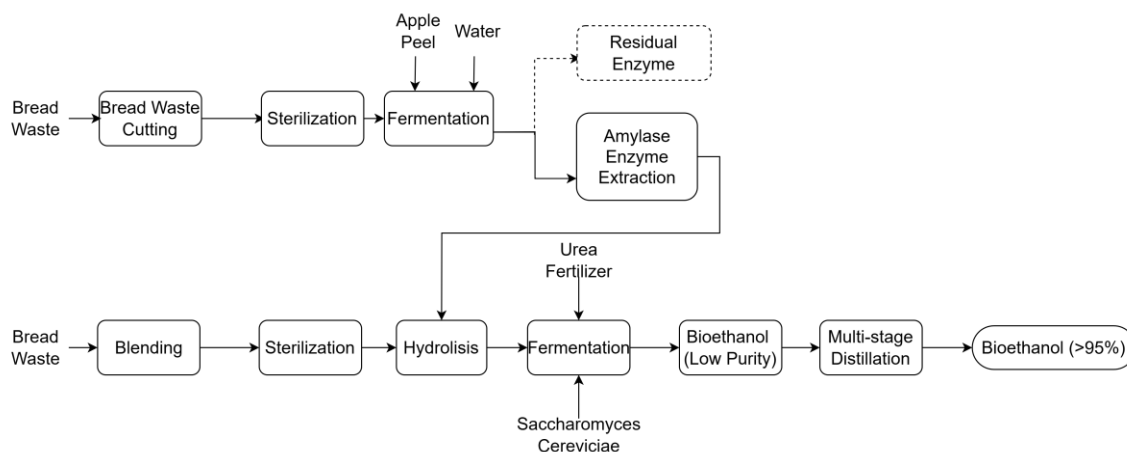 Apple
Peel
Water
Residual
Enzyme
Bread
Waste
Bread Waste
Cutting
Sterilization
Fermentation
Amylase
Enzyme
Extraction
Urea
Fertilizer
Bread
Waste
Blending
Sterilization
Hydrolisis
Fermentation
Bioethanol
(Low Purity)
Multi-stage
Distillation
Bioethanol (>95%)
Saccharomyces
Cereviciae